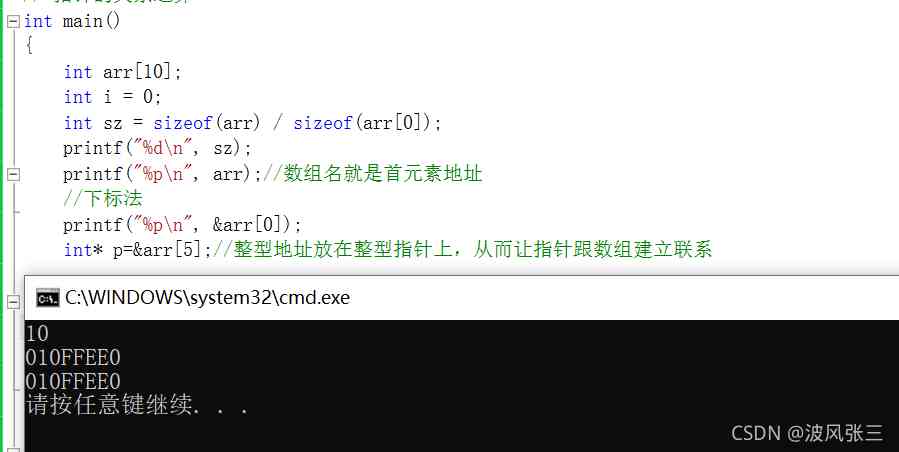 int main()
{
int arr[10];
int i = 0;
int sz = sizeof(arr) / sizeof(arr[0]);
printf("%d\n", sz);
printf("%p\n", arr);//数组名就是首元素地址
//下标法
printf("%p\n", &arr[0]);
int* p=&arr[5];//整型地址放在整型指针上，从而让指针跟数组建立联系
C:\WINDOWS\system32\cmd.exe
10
010FFEE0
010FFEE0
请按任意键继续. . .
CSDN @波风张三